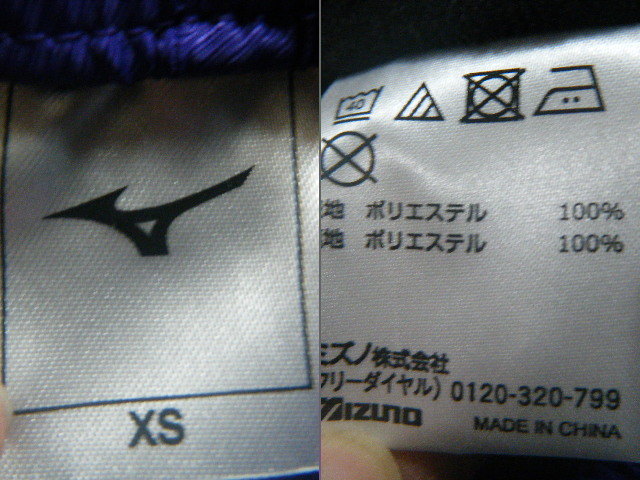 XS
40
地 ポリエステル 100%
地 ポリエステル 100%
ミズノ株式会社
フリーダイヤル) 0120-320-799
MIZUNO
MADE IN CHINA